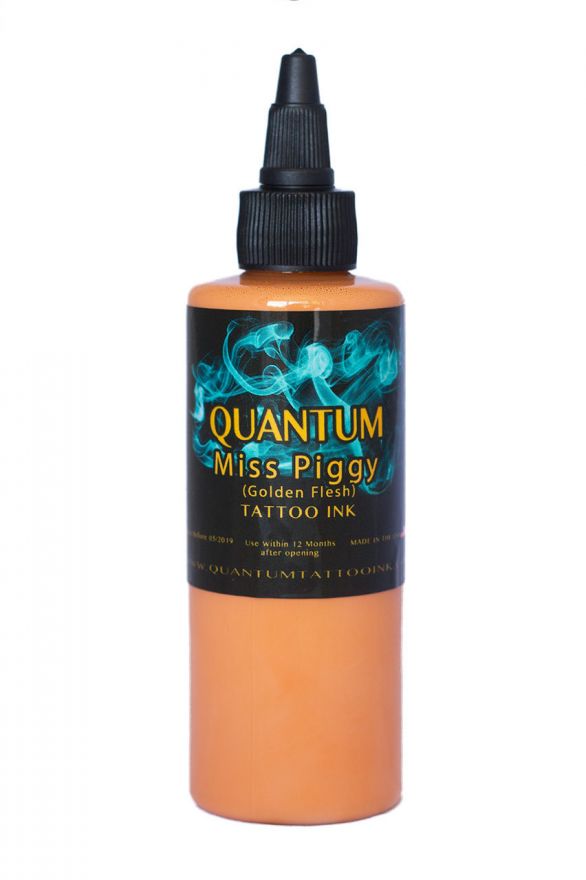 QUANTUM
Miss Piggy
(Golden Flesh)
TATTOO INK
05/2019 Use Within 12 Months MADE IN THE
after opening
W.QUANTUMTATTOOINK.